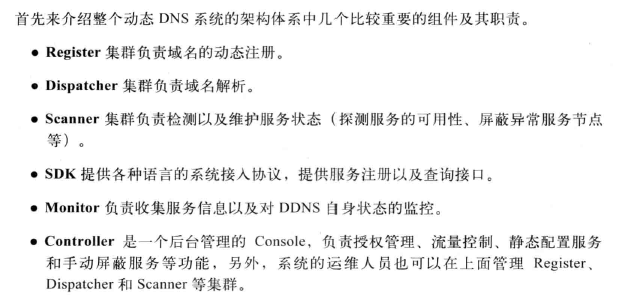 首先来介绍整个动态 DNS 系统的架构体系中几个比较重要的组件及其职责。
● Register 集群负责域名的动态注册。
● Dispatcher 集群负责域名解析。
● Scanner 集群负责检测以及维护服务状态（探测服务的可用性、屏蔽异常服务节点
等）。
● SDK 提供各种语言的系统接入协议，提供服务注册以及查询接口。
● Monitor 负责收集服务信息以及对 DDNS 自身状态的监控。
● Controller 是一个后台管理的 Console，负责授权管理、流量控制、静态配置服务
和手动屏蔽服务等功能，另外，系统的运维人员也可以在上面管理 Register、
Dispatcher 和 Scanner 等集群。